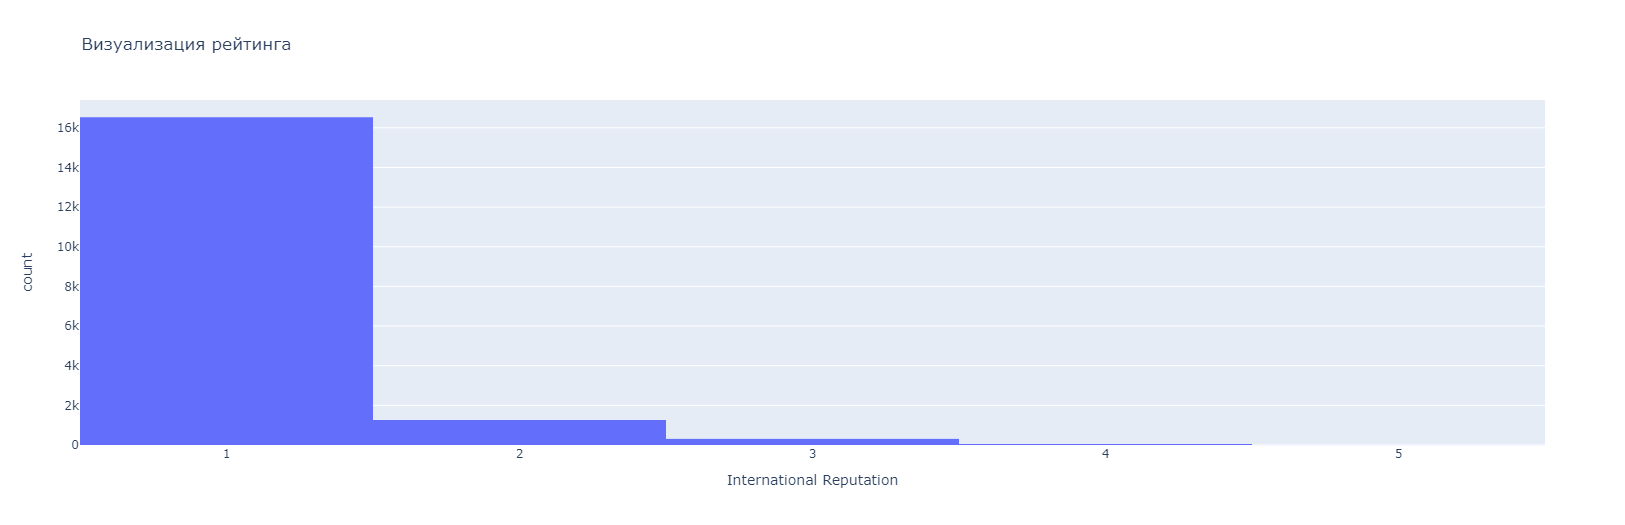 Визуализация рейтинга
16k
14k
12k
10k
8k
6k
4k
2k
0
count
1 2 3 4 5
International Reputation